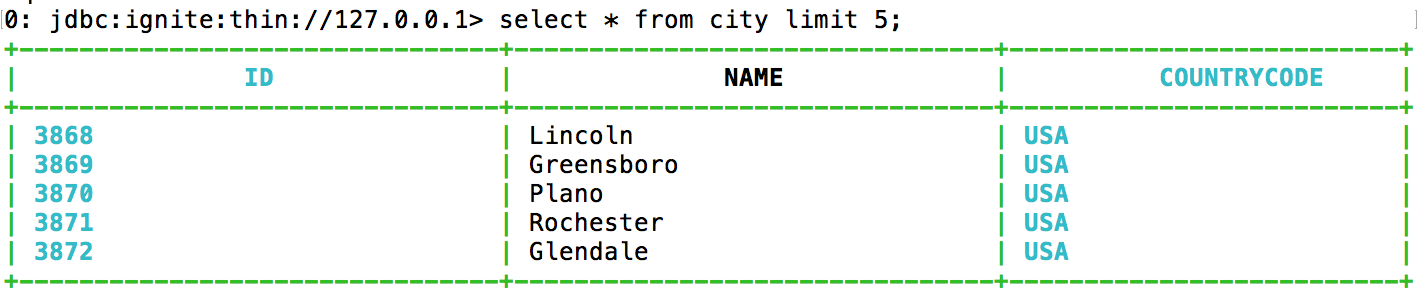 0: jdbc:ignite:thin://127.0.0.1> select * from city limit 5;
+--------------------------------+--------------------------------+--------------------------+
| ID | NAME | COUNTRYCODE |
+--------------------------------+--------------------------------+--------------------------+
| 3868 | Lincoln | USA |
| 3869 | Greensboro | USA |
| 3870 | Plano | USA |
| 3871 | Rochester | USA |
| 3872 | Glendale | USA |
+--------------------------------+--------------------------------+--------------------------+